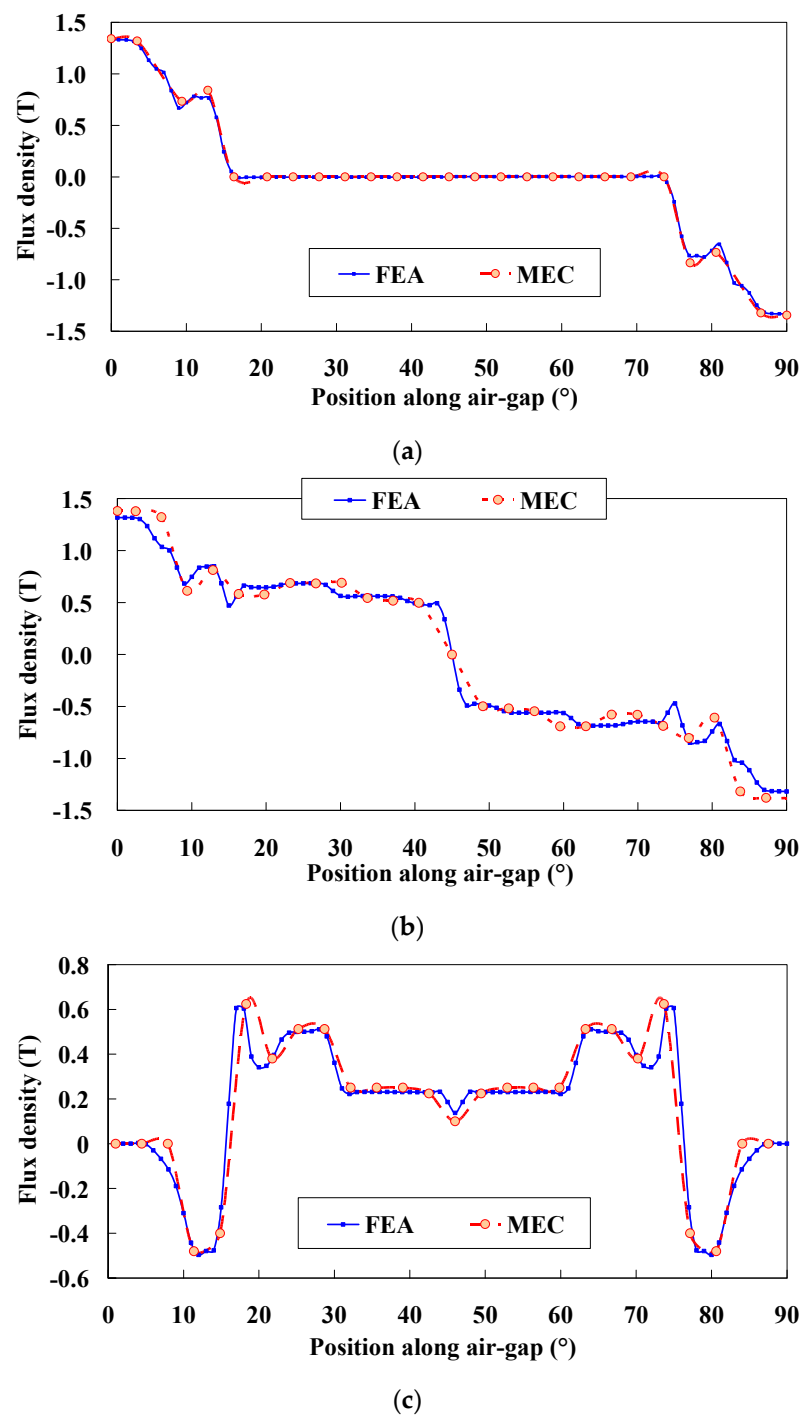 1.5
1.0
0.5
0.0
-0.5
-1.0
-1.5
Flux density (T)
FEA MEC
0 10 20 30 40 50 60 70 80 90
Position along air-gap (°)
(a)
FEA MEC
1.5
1.0
0.5
0.0
-0.5
-1.0
-1.5
Flux density (T)
0 10 20 30 40 50 60 70 80 90
Position along air-gap (°)
(b)
0.8
0.6
0.4
0.2
0
-0.2
-0.4
-0.6
Flux density (T)
FEA MEC
0 10 20 30 40 50 60 70 80 90
Position along air-gap (°)
(c)